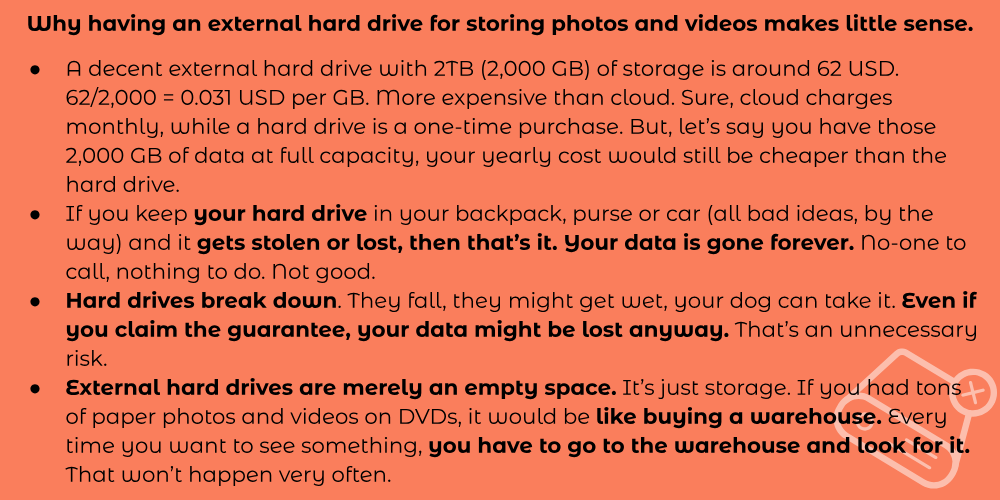 Why having an external hard drive for storing photos and videos makes little sense.
● A decent external hard drive with 2TB (2,000 GB) of storage is around 62 USD.
62/2,000 = 0.031 USD per GB. More expensive than cloud. Sure, cloud charges
monthly, while a hard drive is a one-time purchase. But, let's say you have those
2,000 GB of data at full capacity, your yearly cost would still be cheaper than the
hard drive.
● If you keep your hard drive in your backpack, purse or car (all bad ideas, by the
way) and it gets stolen or lost, then that's it. Your data is gone forever. No-one to
call, nothing to do. Not good.
● Hard drives break down. They fall, they might get wet, your dog can take it. Even if
you claim the guarantee, your data might be lost anyway. That's an unnecessary
risk.
● External hard drives are merely an empty space. It's just storage. If you had tons
of paper photos and videos on DVDs, it would be like buying a warehouse. Every
time you want to see something, you have to go to the warehouse and look for it.
That won't happen very often.